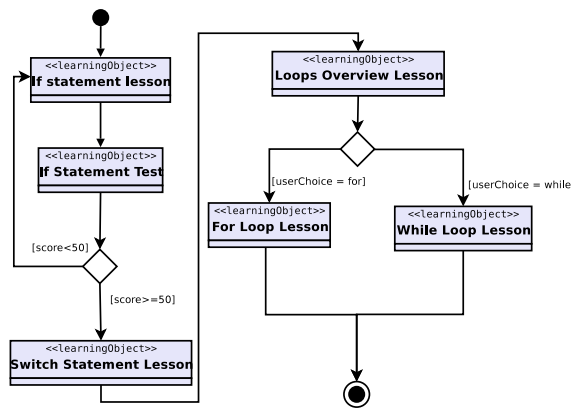 <<learningObject>>
If statement lesson
<<learningObject>>
If Statement Test
[score<50]
[score>=50]
<<learningObject>>
Switch Statement Lesson
<<learningObject>>
Loops Overview Lesson
[userChoice = for]
[userChoice = while
<<learningObject>>
For Loop Lesson
<<learningObject>>
While Loop Lesson